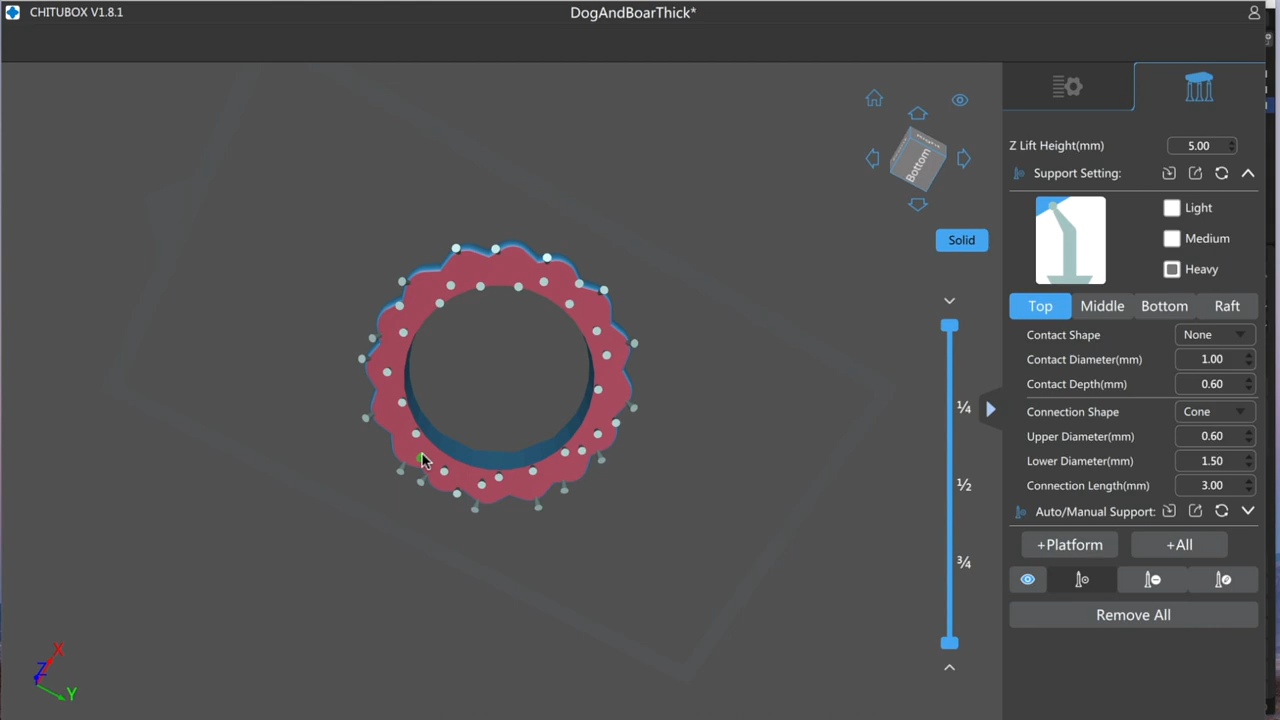 CHITUBOX V1.8.1
DogAndBoarThick*
Bottom
Solid
¼
½
¾
X
Z
Y
Z Lift Height(mm)
5.00
Support Setting:
Light
Medium
Heavy
Top
Middle
Bottom
Raft
Contact Shape
None
Contact Diameter(mm)
1.00
Contact Depth(mm)
0.60
Connection Shape
Cone
Upper Diameter(mm)
0.60
Lower Diameter(mm)
1.50
Connection Length(mm)
3.00
Auto/Manual Support:
+Platform
+All
Remove All